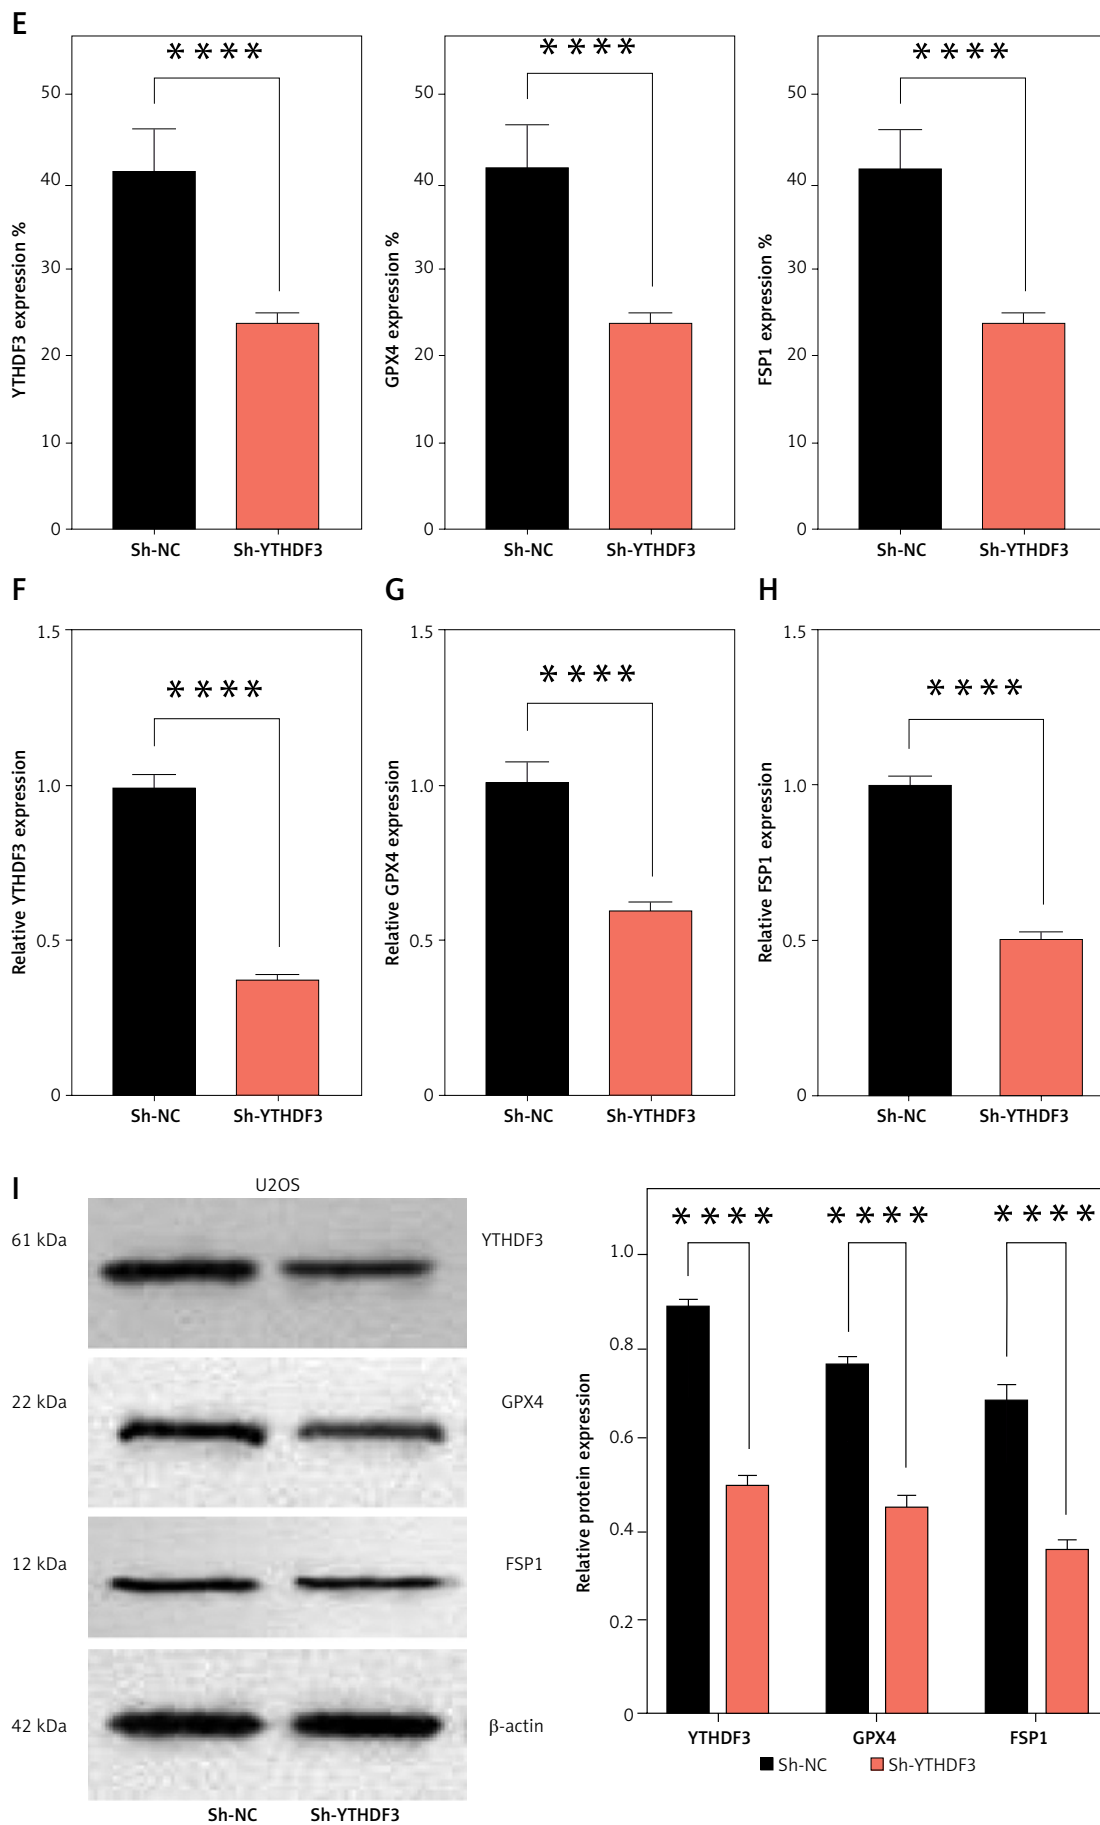 E
****
50
40
30
20
10
0
YTHDF3 expression %
Sh-NC Sh-YTHDF3
****
50
40
30
20
10
0
GPX4 expression %
Sh-NC Sh-YTHDF3
****
50
40
30
20
10
0
FSP1 expression %
Sh-NC Sh-YTHDF3
F
1.5
****
1.0
0.5
0
Relative YTHDF3 expression
Sh-NC Sh-YTHDF3
G
1.5
****
1.0
0.5
0
Relative GPX4 expression
Sh-NC Sh-YTHDF3
H
1.5
****
1.0
0.5
0
Relative FSP1 expression
Sh-NC Sh-YTHDF3
I
U2OS
61 kDa YTHDF3
22 kDa GPX4
12 kDa FSP1
42 kDa β-actin
Sh-NC Sh-YTHDF3
**** **** ****
1.0
0.8
0.6
0.4
0.2
0
Relative protein expression
YTHDF3 GPX4 FSP1
Sh-NC Sh-YTHDF3